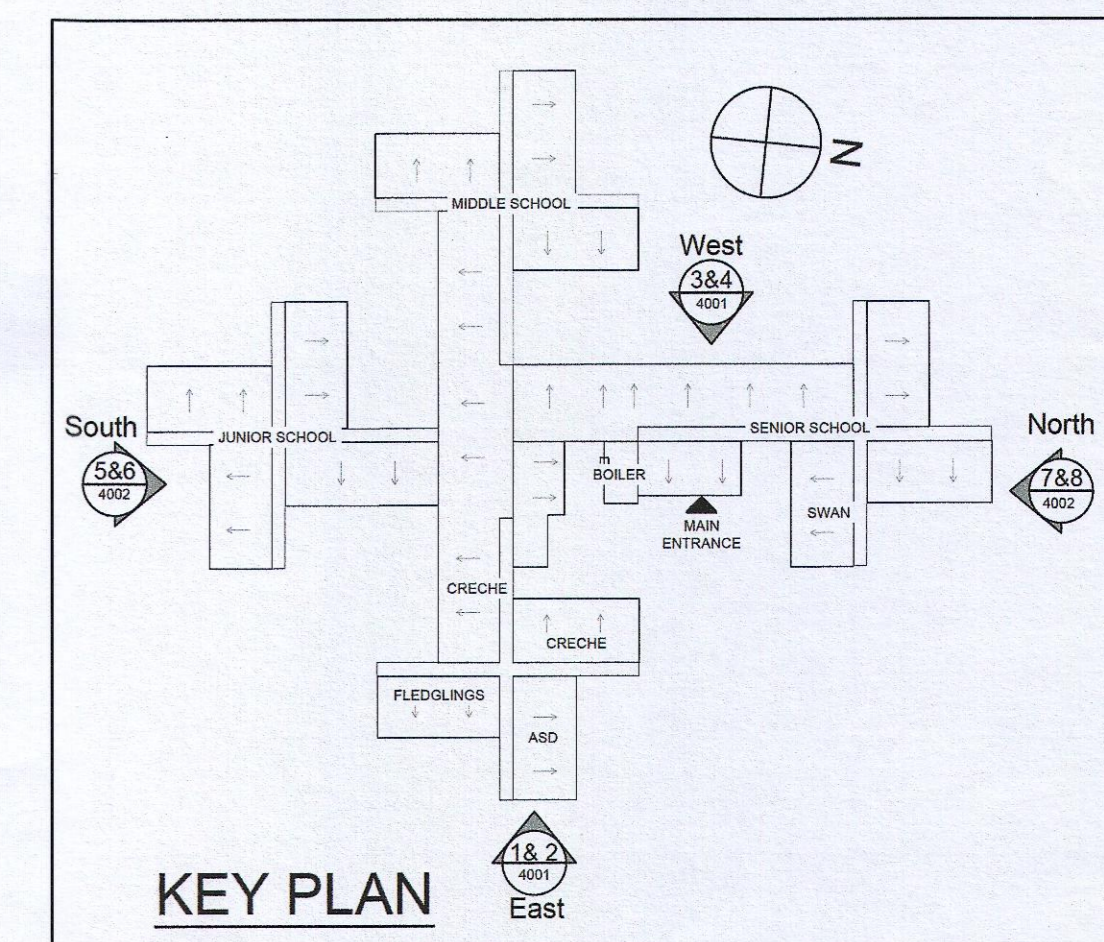 MIDDLE SCHOOL
N
West
3&4
4001
South
5&6
4002
JUNIOR SCHOOL
SENIOR SCHOOL
North
7&8
4002
m
BOILER
SWAN
MAIN
ENTRANCE
CRECHE
CRECHE
FLEDGLINGS
ASD
1& 2
4001
East
KEY PLAN